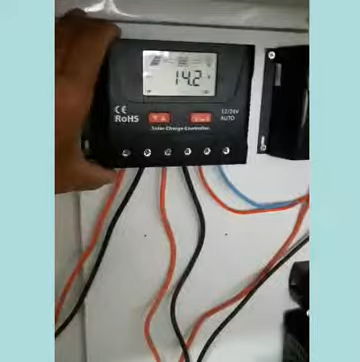 14.2
CE
RoHS
12/24V
AUTO
Solar Charge Controller